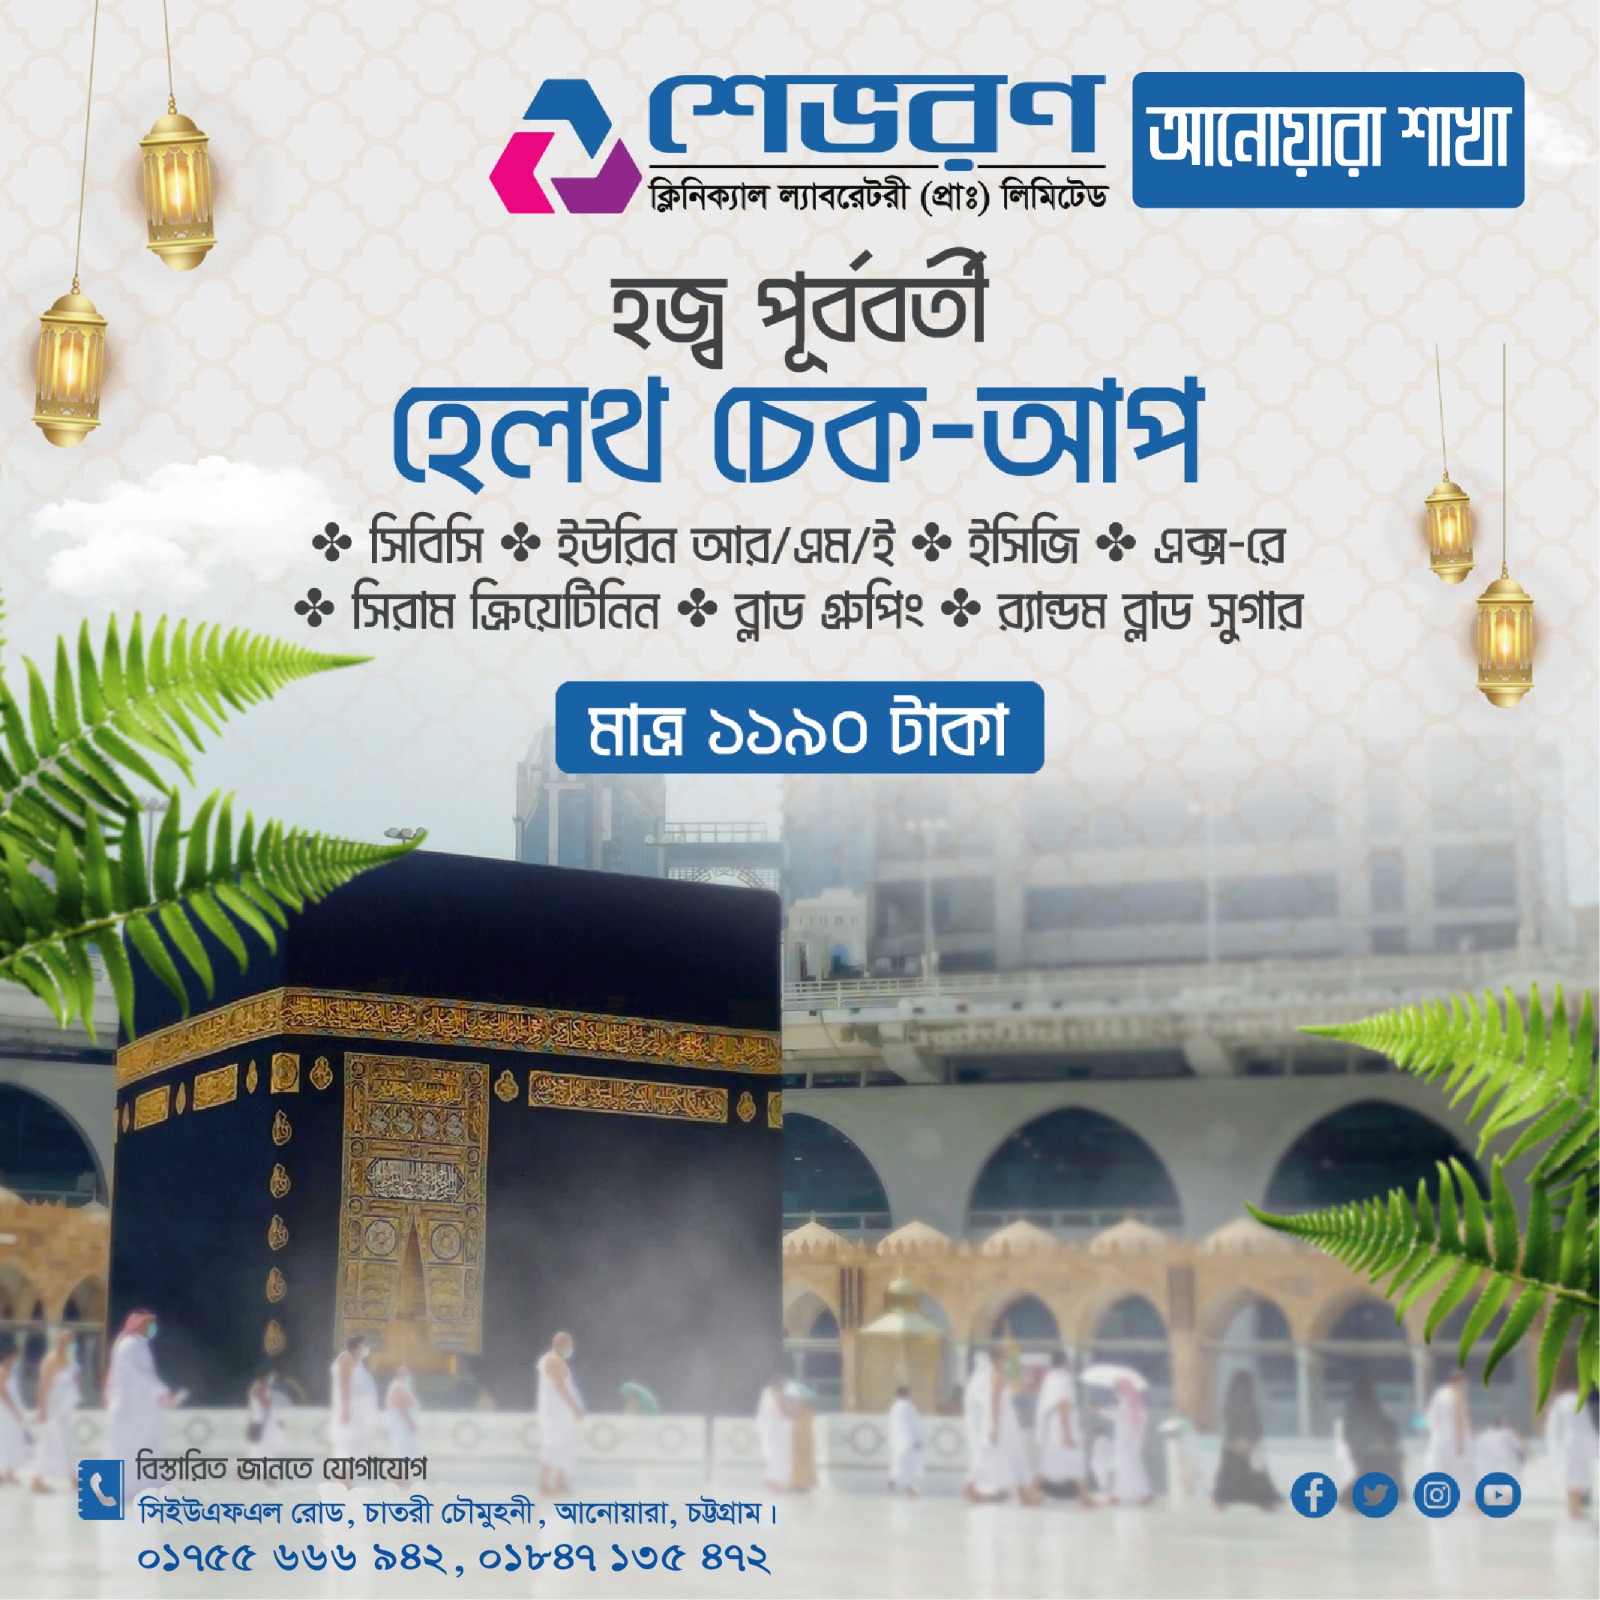 শেভরণ
ক্লিনিক্যাল ল্যাবরেটরী (প্রাঃ) লিমিটেড
আনোয়ারা শাখা
হজ্ব পূর্ববর্তী
হেলথ চেক-আপ
✤ সিবিসি ✤ ইউরিন আর/এম/ই ✤ ইসিজি ✤ এক্স-রে
✤ সিরাম ক্রিয়েটিনিন ✤ ব্লাড গ্রুপিং ✤ র‍্যান্ডম ব্লাড সুগার
মাত্র ১১৯০ টাকা
বিস্তারিত জানতে যোগাযোগ
সিইউএফএল রোড, চাতরী চৌমুহনী, আনোয়ারা, চট্টগ্রাম।
০১৭৫৫ ৬৬৬ ৯৪২, ০১৮৪৭ ১৩৫ ৪৭২